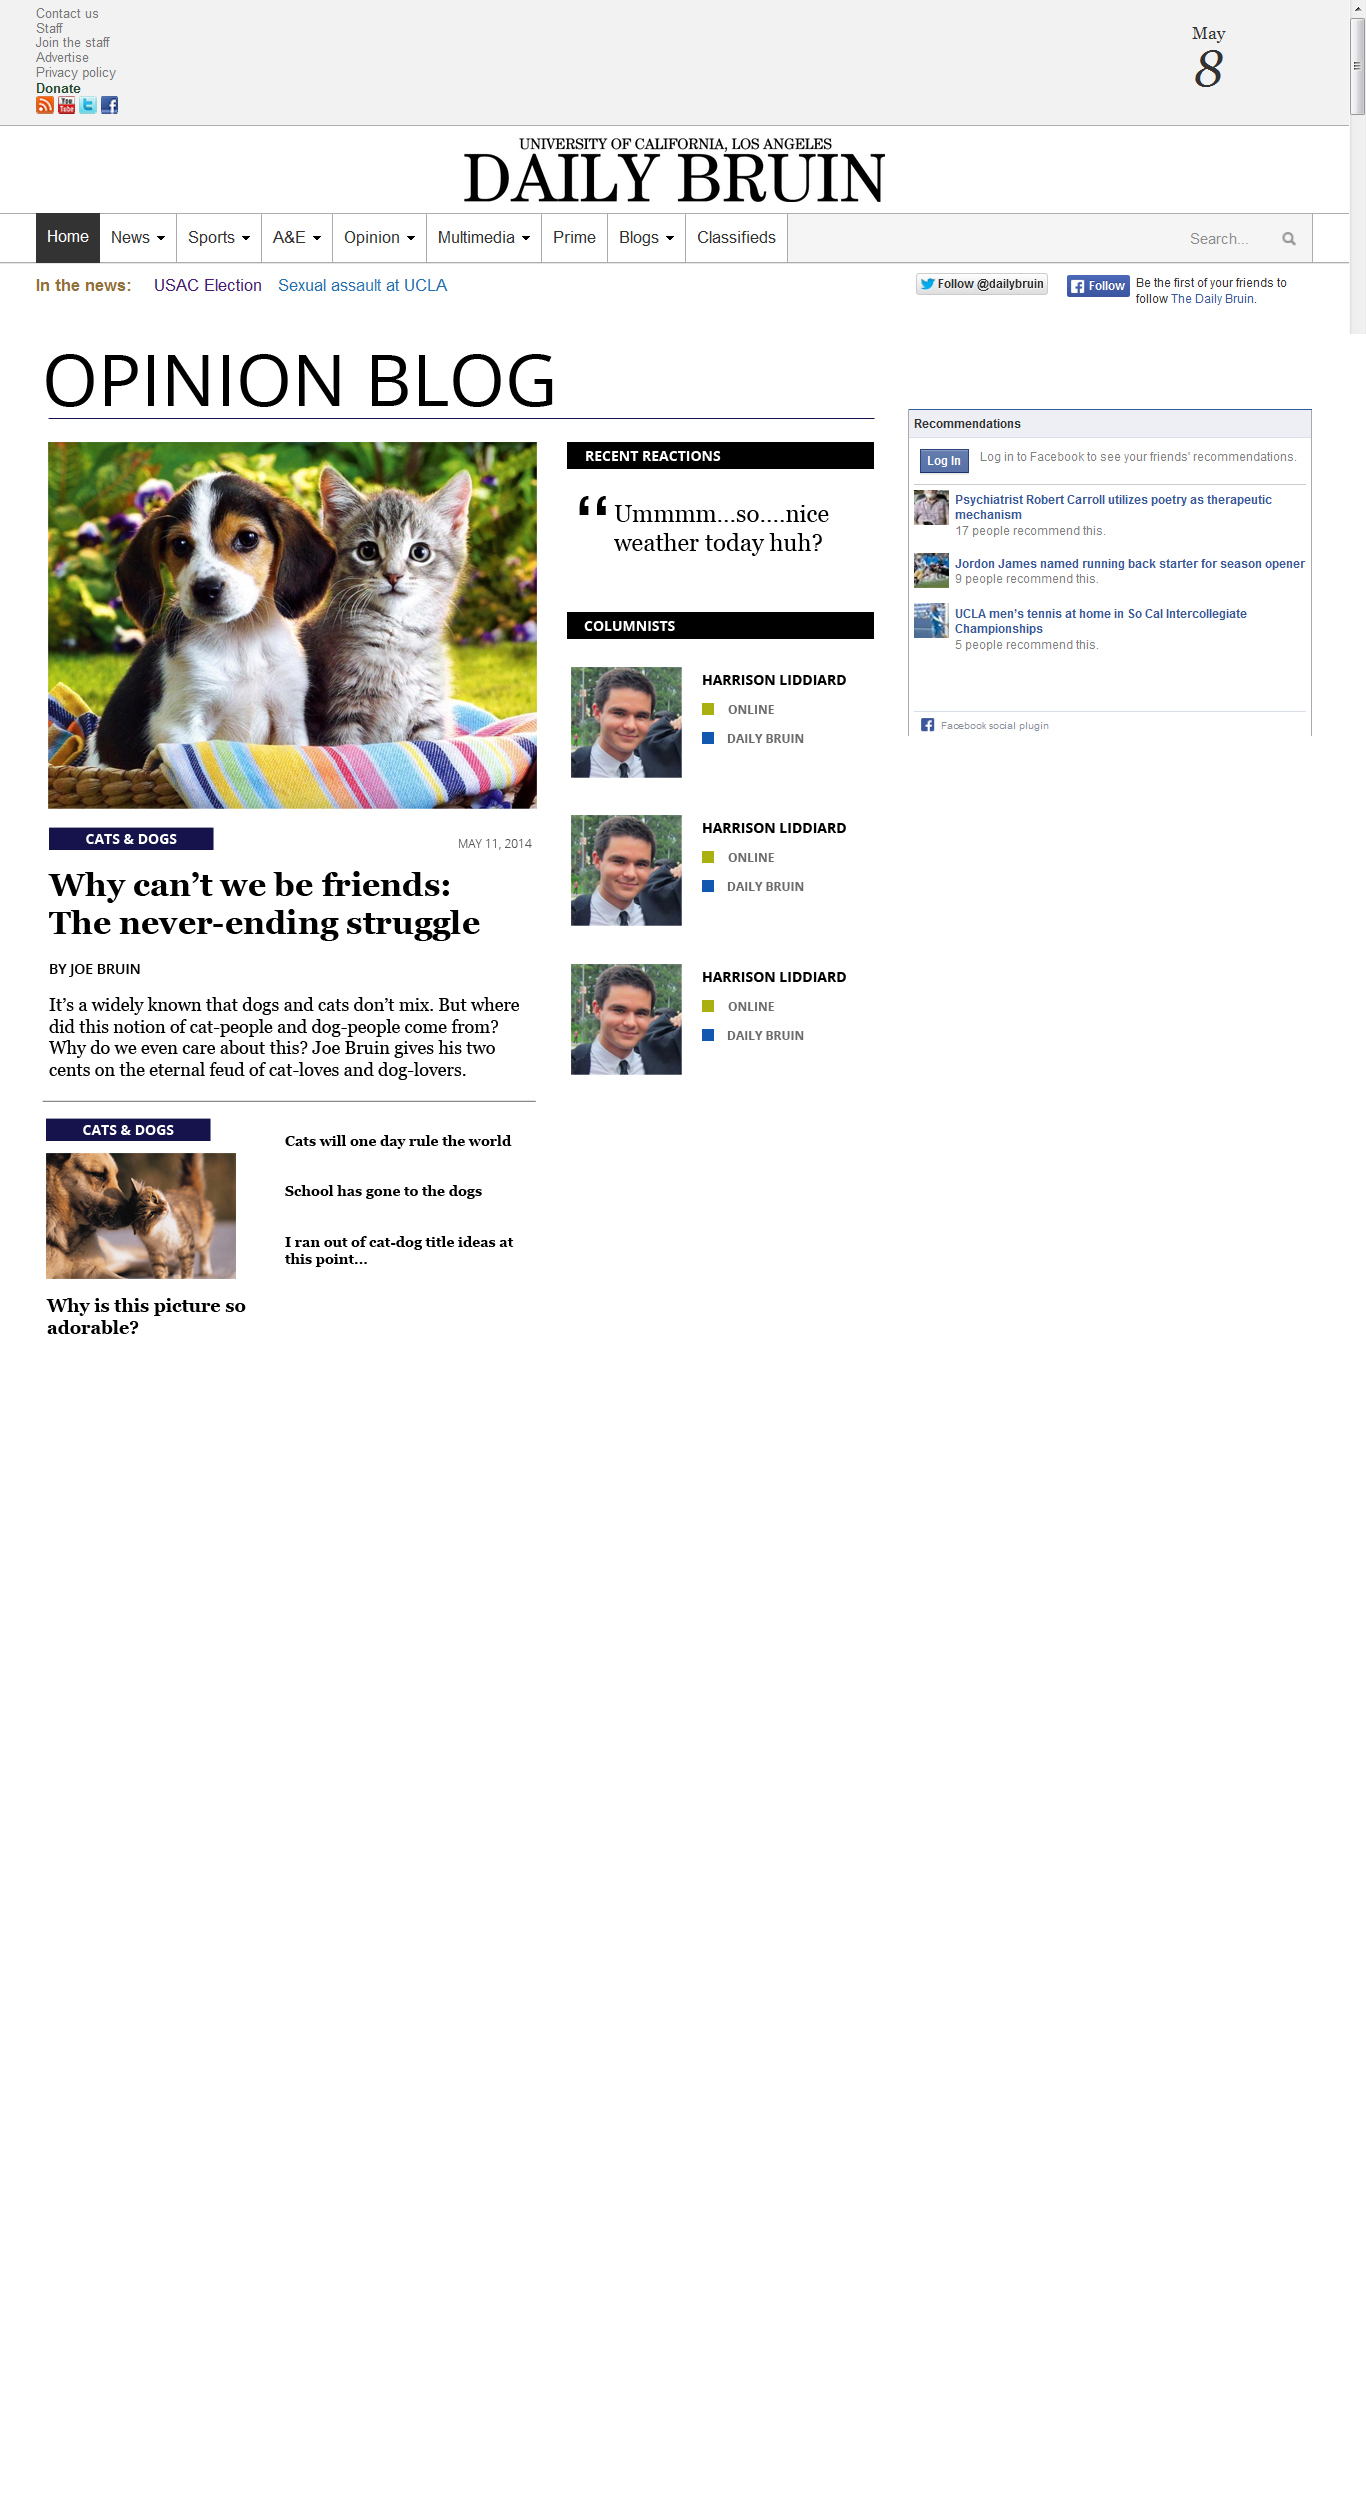 Contact us
Staff
Join the staff
Advertise
Privacy policy
Donate
You Tube
May
8
UNIVERSITY OF CALIFORNIA, LOS ANGELES
DAILY BRUIN
Home News Sports A&E Opinion Multimedia Prime Blogs Classifieds Search...
In the news: USAC Election Sexual assault at UCLA
Follow @dailybruin
Follow
Be the first of your friends to
follow The Daily Bruin.
OPINION BLOG
CATS & DOGS
MAY 11, 2014
Why can’t we be friends:
The never-ending struggle
BY JOE BRUIN
It’s a widely known that dogs and cats don’t mix. But where
did this notion of cat-people and dog-people come from?
Why do we even care about this? Joe Bruin gives his two
cents on the eternal feud of cat-loves and dog-lovers.
CATS & DOGS
Why is this picture so
adorable?
Cats will one day rule the world
School has gone to the dogs
I ran out of cat-dog title ideas at
this point...
RECENT REACTIONS
“ Ummmm...so....nice
weather today huh?
COLUMNISTS
HARRISON LIDDIARD
ONLINE
DAILY BRUIN
HARRISON LIDDIARD
ONLINE
DAILY BRUIN
HARRISON LIDDIARD
ONLINE
DAILY BRUIN
Recommendations
Log In
Log in to Facebook to see your friends' recommendations.
Psychiatrist Robert Carroll utilizes poetry as therapeutic
mechanism
17 people recommend this.
Jordon James named running back starter for season opener
9 people recommend this.
UCLA men’s tennis at home in So Cal Intercollegiate
Championships
5 people recommend this.
Facebook social plugin